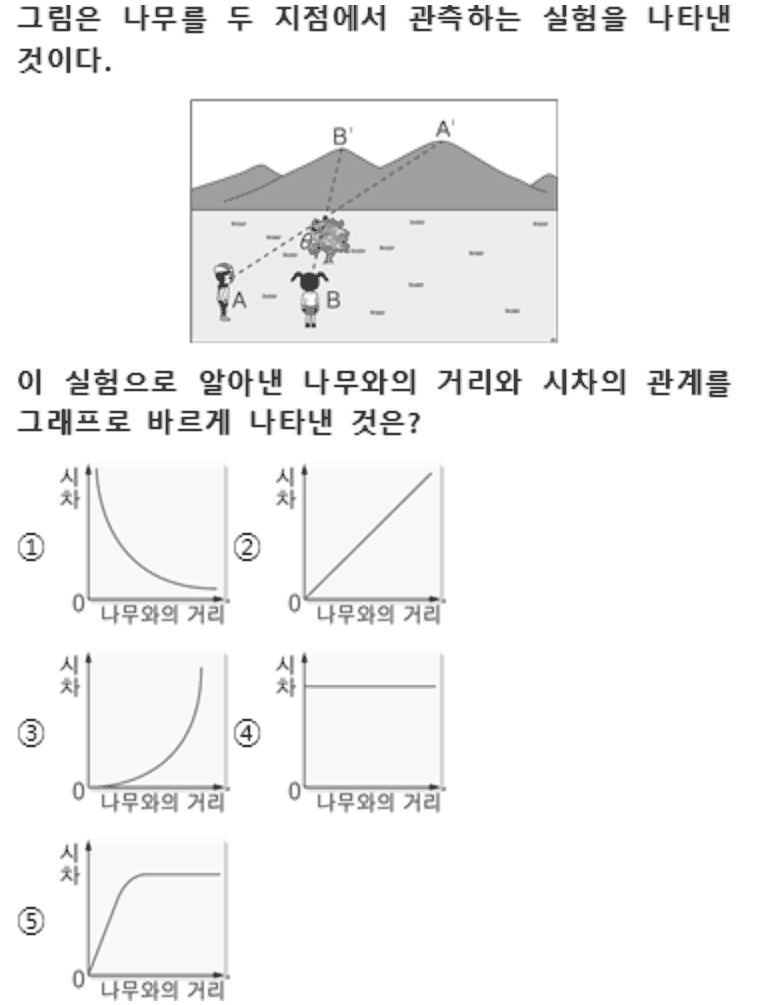 그림은 나무를 두 지점에서 관측하는 실험을 나타낸
것이다.
B' A'
θ
A B
이 실험으로 알아낸 나무와의 거리와 시차의 관계를
그래프로 바르게 나타낸 것은?
① 시차 0 나무와의 거리
② 시차 0 나무와의 거리
③ 시차 0 나무와의 거리
④ 시차 0 나무와의 거리
⑤ 시차 0 나무와의 거리